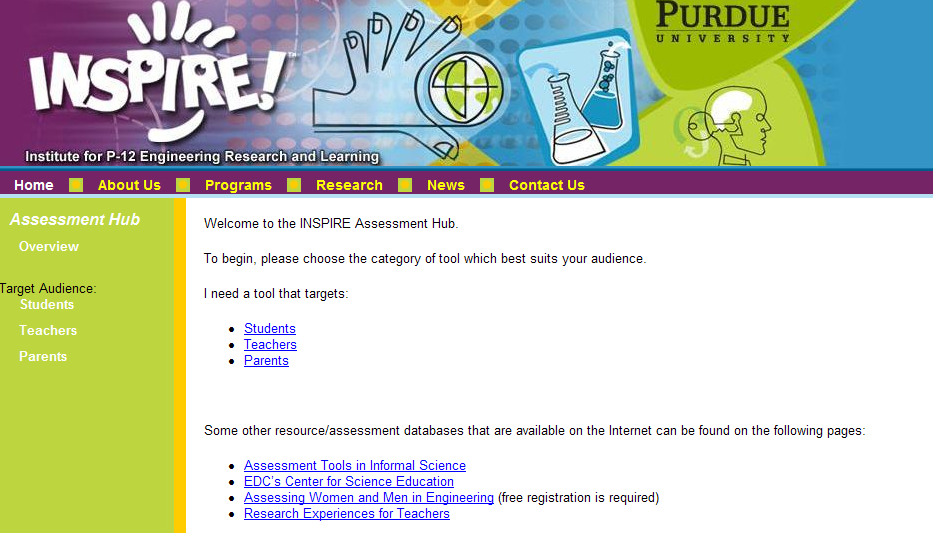 PURDUE
UNIVERSITY
INSPIRE!
Institute for P-12 Engineering Research and Learning
Home About Us Programs Research News Contact Us
Assessment Hub
Overview
Target Audience:
Students
Teachers
Parents
Welcome to the INSPIRE Assessment Hub.
To begin, please choose the category of tool which best suits your audience.
I need a tool that targets:
• Students
• Teachers
• Parents
Some other resource/assessment databases that are available on the Internet can be found on the following pages:
• Assessment Tools in Informal Science
• EDC's Center for Science Education
• Assessing Women and Men in Engineering (free registration is required)
• Research Experiences for Teachers